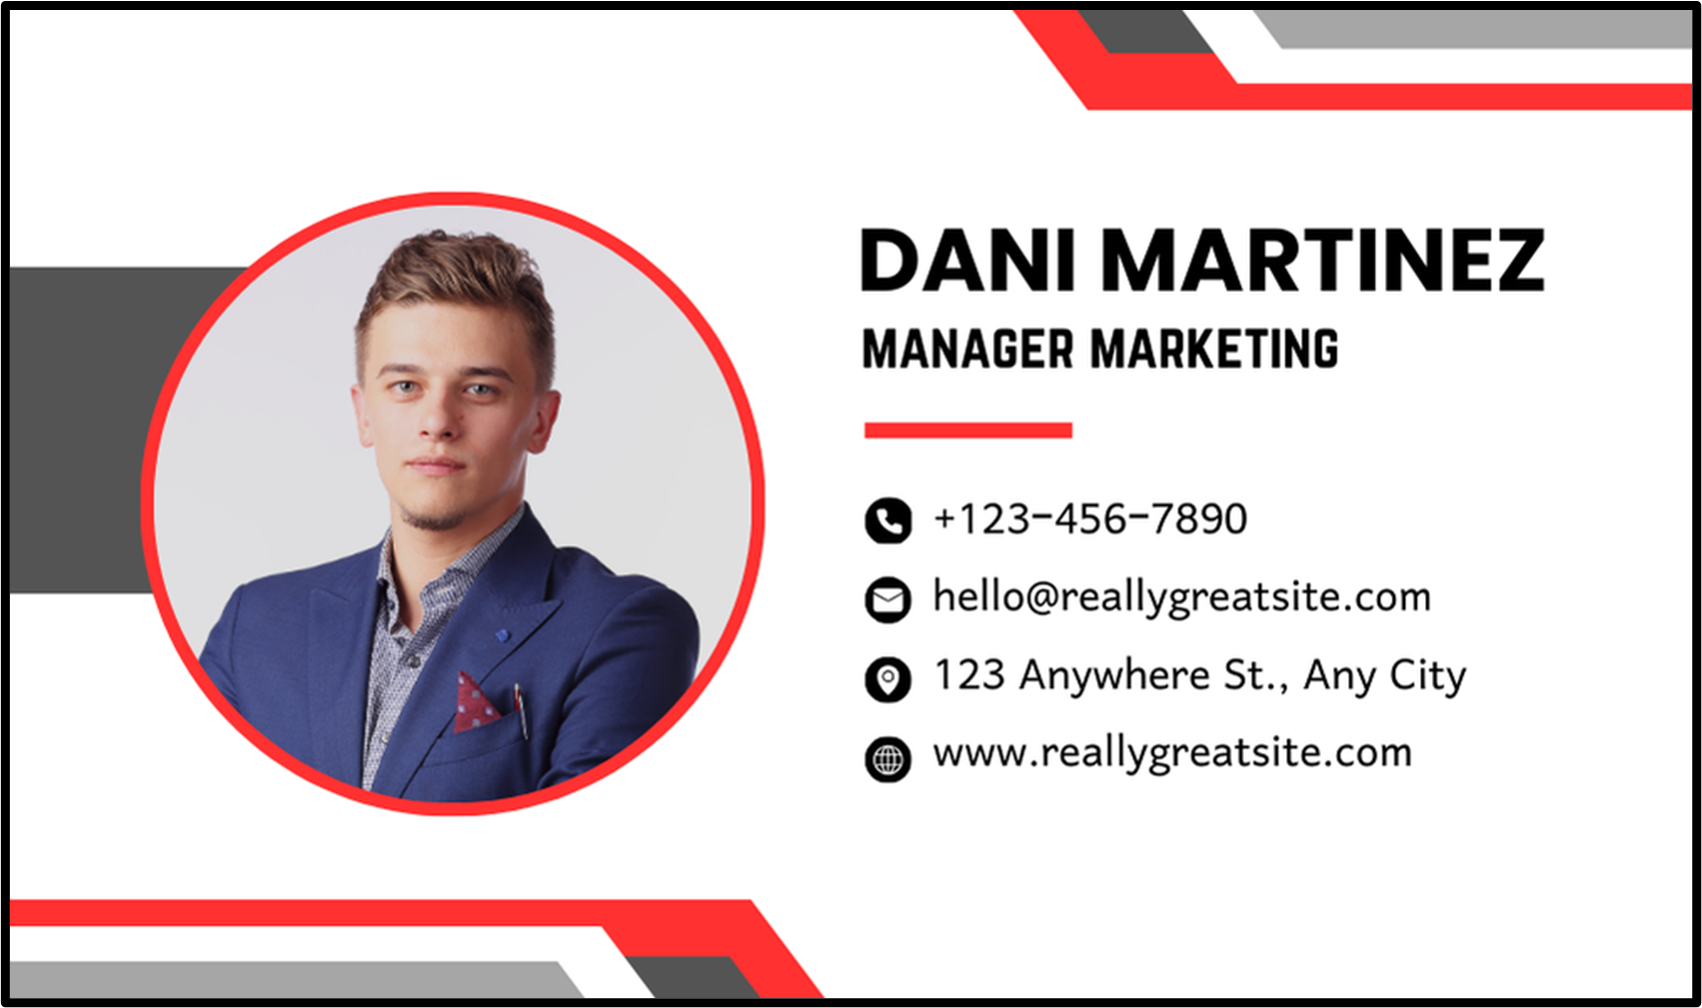 DANI MARTINEZ
MANAGER MARKETING
+123-456-7890
hello@reallygreatsite.com
123 Anywhere St., Any City
www.reallygreatsite.com